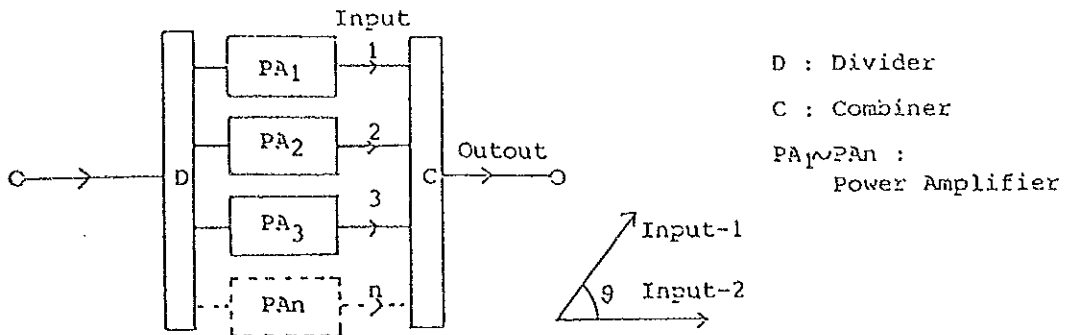 Input
1
PA1
2
PA2
D
C
Outout
3
PA3
n
PAn
D : Divider
C : Combiner
PA1~PAn :
Power Amplifier
Input-1
θ
Input-2